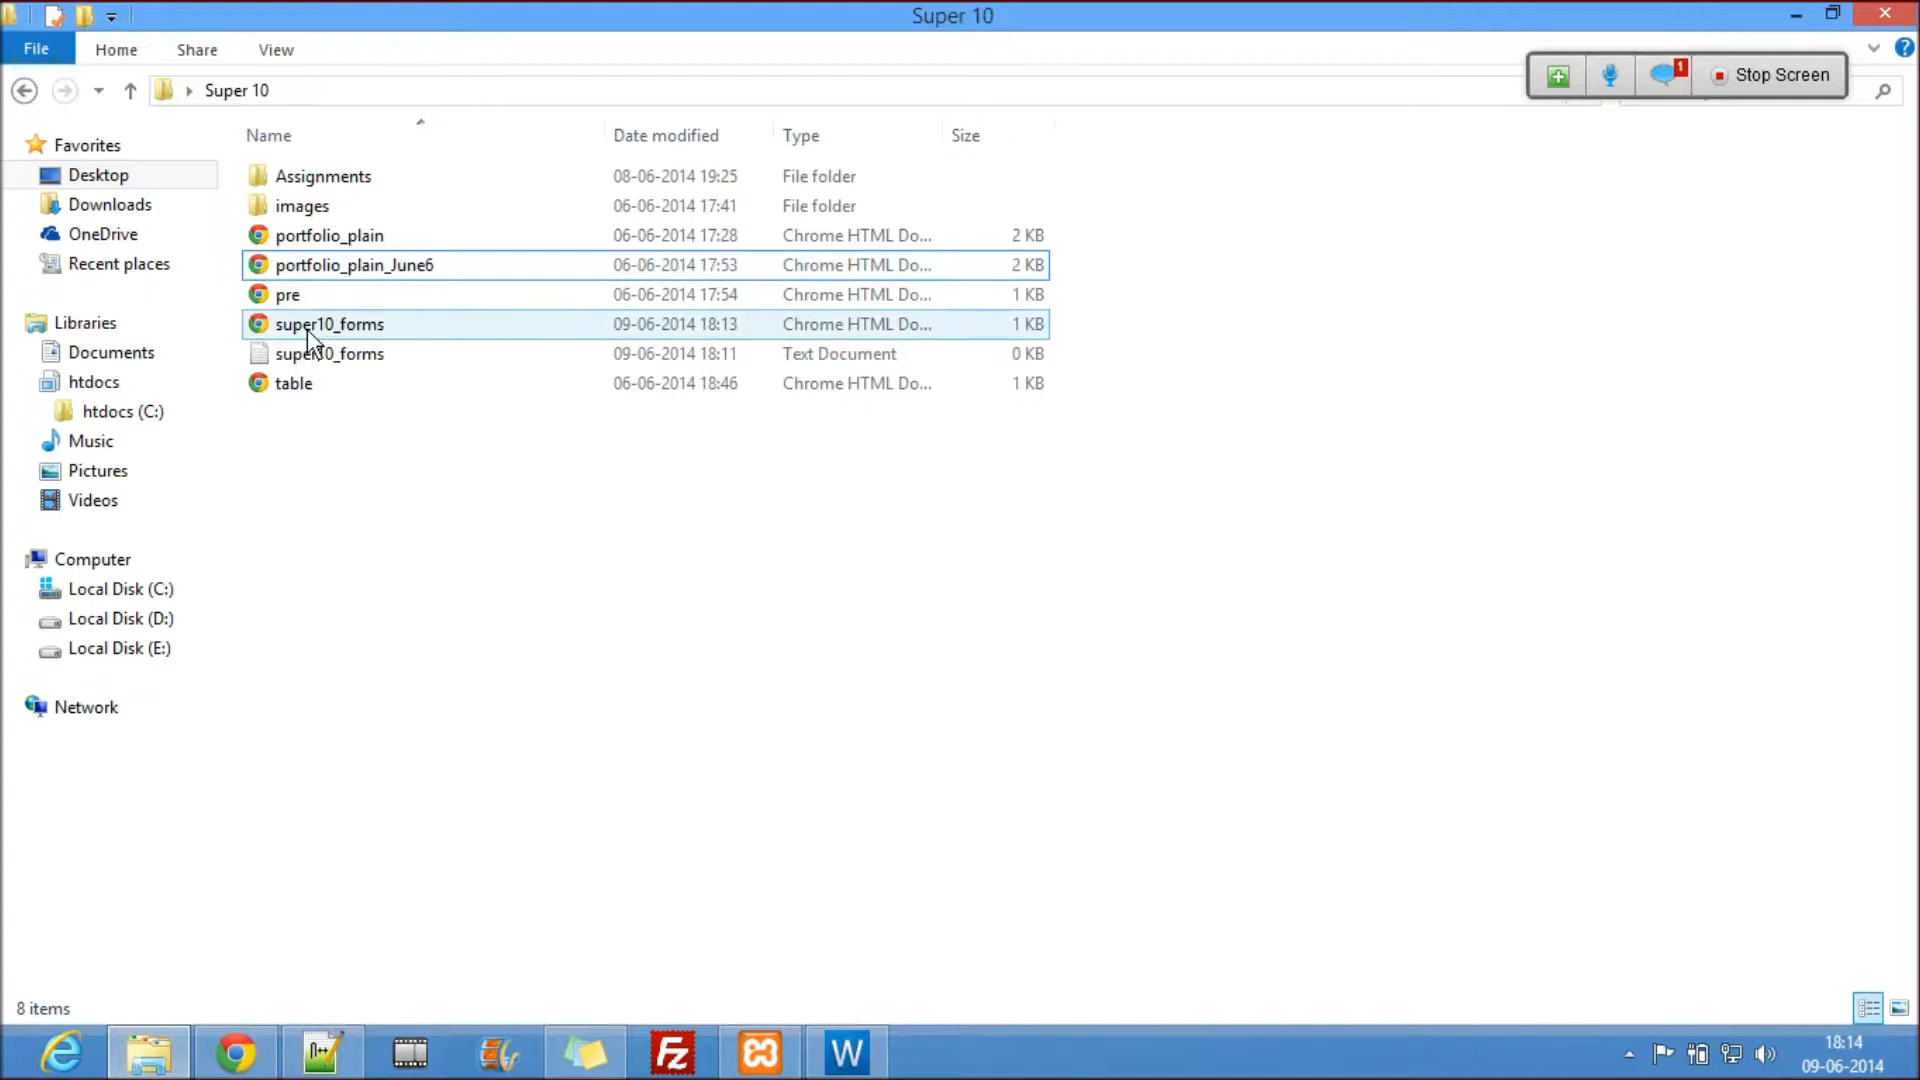 Super 10
File Home Share View
Stop Screen
1
Super 10
Name Date modified Type Size
Favorites
Desktop
Downloads
OneDrive
Recent places
Libraries
Documents
htdocs
htdocs (C:)
Music
Pictures
Videos
Computer
Local Disk (C:)
Local Disk (D:)
Local Disk (E:)
Network
Assignments 08-06-2014 19:25 File folder
images 06-06-2014 17:41 File folder
portfolio_plain 06-06-2014 17:28 Chrome HTML Do... 2 KB
portfolio_plain_June6 06-06-2014 17:53 Chrome HTML Do... 2 KB
pre 06-06-2014 17:54 Chrome HTML Do... 1 KB
super10_forms 09-06-2014 18:13 Chrome HTML Do... 1 KB
super10_forms 09-06-2014 18:11 Text Document 0 KB
table 06-06-2014 18:46 Chrome HTML Do... 1 KB
8 items
n++
Fz
W
18:14
09-06-2014